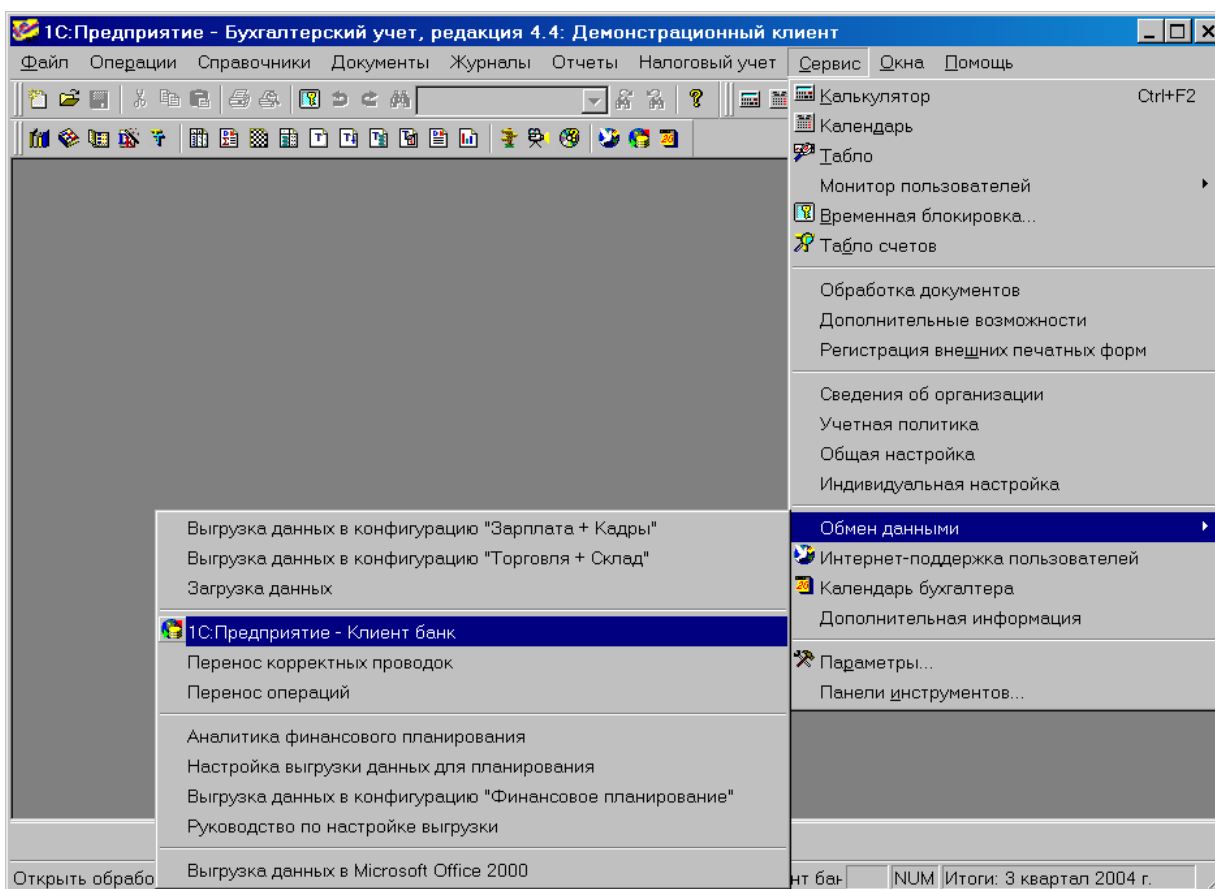 1С:Предприятие - Бухгалтерский учет, редакция 4.4: Демонстрационный клиент
Файл Операции Справочники Документы Журналы Отчеты Налоговый учет Сервис Окна Помощь
Калькулятор Ctrl+F2
Календарь
Табло
Монитор пользователей
Временная блокировка...
Табло счетов
Обработка документов
Дополнительные возможности
Регистрация внешних печатных форм
Сведения об организации
Учетная политика
Общая настройка
Индивидуальная настройка
Обмен данными
Интернет-поддержка пользователей
Календарь бухгалтера
Дополнительная информация
Параметры...
Панели инструментов...
Выгрузка данных в конфигурацию "Зарплата + Кадры"
Выгрузка данных в конфигурацию "Торговля + Склад"
Загрузка данных
1С:Предприятие - Клиент банк
Перенос корректных проводок
Перенос операций
Аналитика финансового планирования
Настройка выгрузки данных для планирования
Выгрузка данных в конфигурацию "Финансовое планирование"
Руководство по настройке выгрузки
Выгрузка данных в Microsoft Office 2000
Открыть обрабо нт бан NUM Итоги: 3 квартал 2004 г.